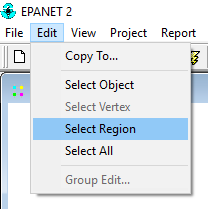 EPANET 2
File Edit View Project Report
Copy To...
Select Object
Select Vertex
Select Region
Select All
Group Edit...